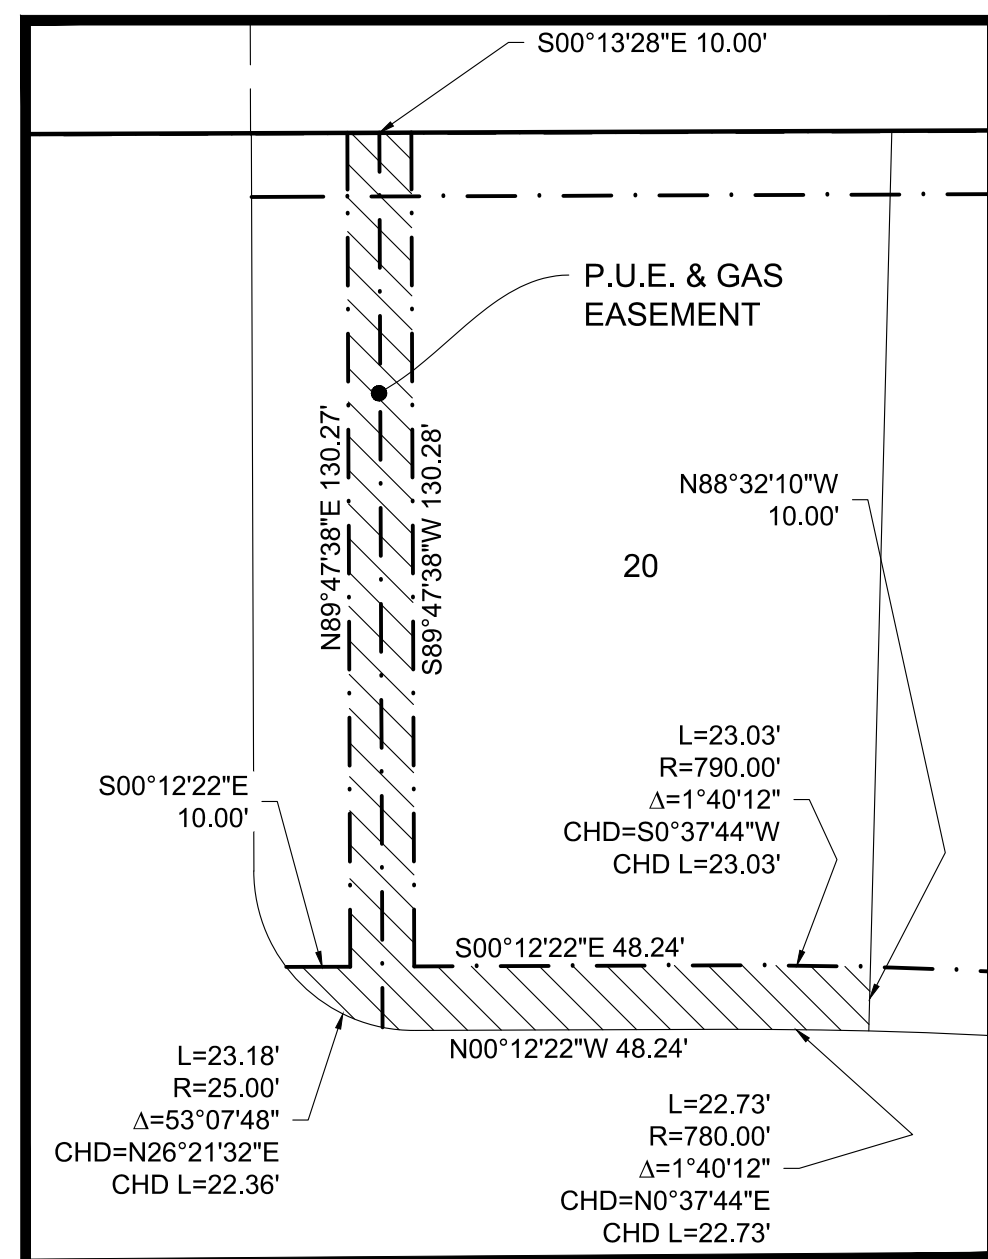 S00°13'28"E 10.00'
P.U.E. & GAS
EASEMENT
N89°47'38"E 130.27'
S89°47'38"W 130.28'
N88°32'10"W
10.00'
20
L=23.03'
R=790.00'
Δ=1°40'12"
CHD=S0°37'44"W
CHD L=23.03'
S00°12'22"E
10.00'
S00°12'22"E 48.24'
N00°12'22"W 48.24'
L=23.18'
R=25.00'
Δ=53°07'48"
CHD=N26°21'32"E
CHD L=22.36'
L=22.73'
R=780.00'
Δ=1°40'12"
CHD=N0°37'44"E
CHD L=22.73'